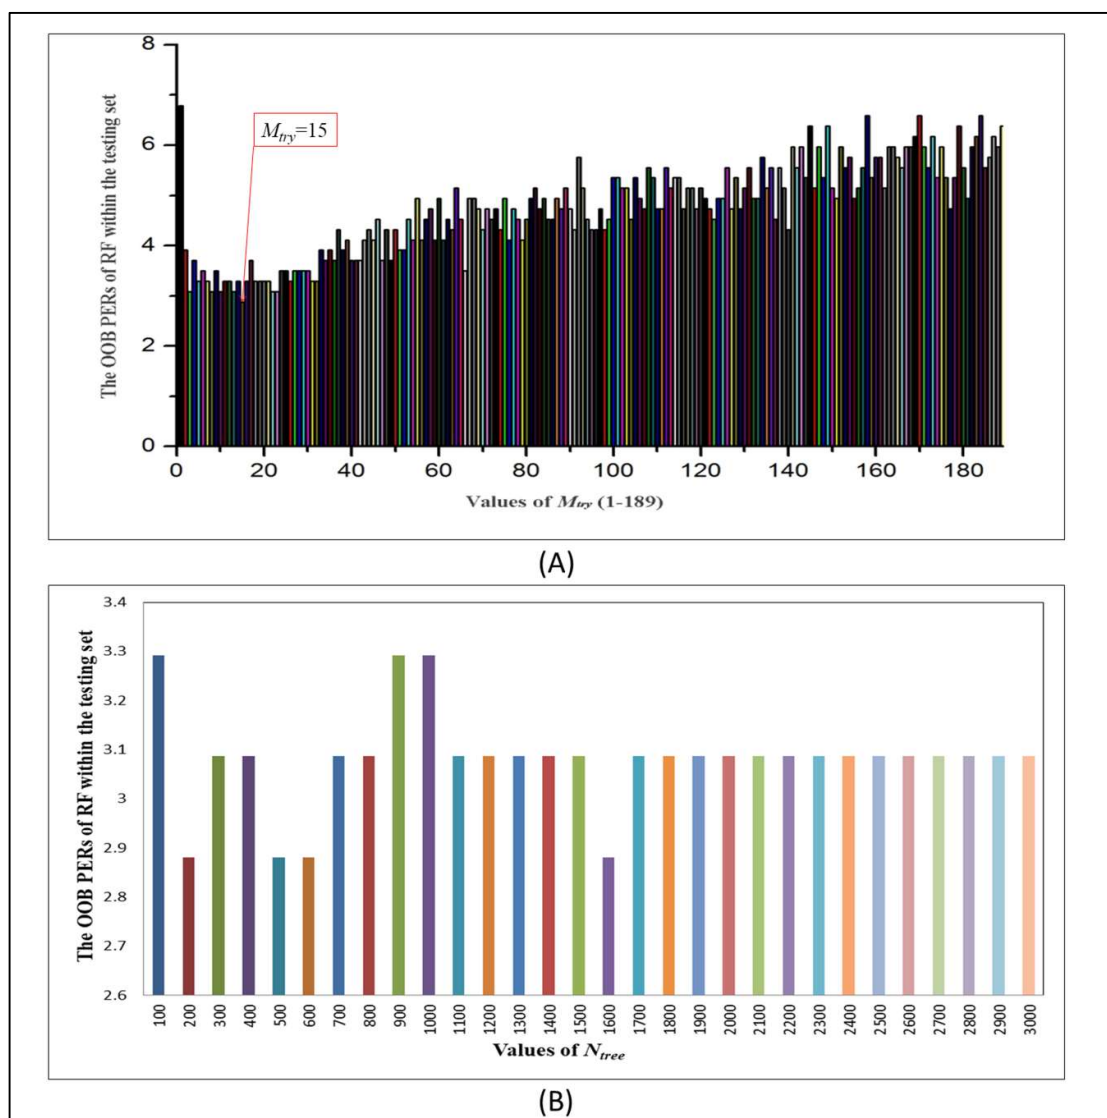 8
6
4
2
0
The OOB PERs of RF within the testing set
M_try=15
0 20 40 60 80 100 120 140 160 180
Values of M_try (1-189)
(A)
3.4
3.3
3.2
3.1
3
2.9
2.8
2.7
2.6
The OOB PERs of RF within the testing set
100 200 300 400 500 600 700 800 900 1000 1100 1200 1300 1400 1500 1600 1700 1800 1900 2000 2100 2200 2300 2400 2500 2600 2700 2800 2900 3000
Values of N_tree
(B)